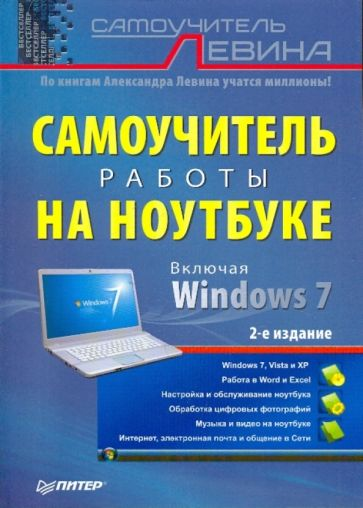 БЕСТСЕЛЛЕР
БЕСТСЕЛЛЕР
БЕСТСЕЛЛЕР
САМОУЧИТЕЛЬ
ЛЕВИНА
По книгам Александра Левина учатся миллионы!
САМОУЧИТЕЛЬ
РАБОТЫ
НА НОУТБУКЕ
Включая
Windows 7
2-е издание
Windows 7
Windows 7, Vista и XP
Работа в Word и Excel
Настройка и обслуживание ноутбука
Обработка цифровых фотографий
Музыка и видео на ноутбуке
Интернет, электронная почта и общение в Сети
ПИТЕР